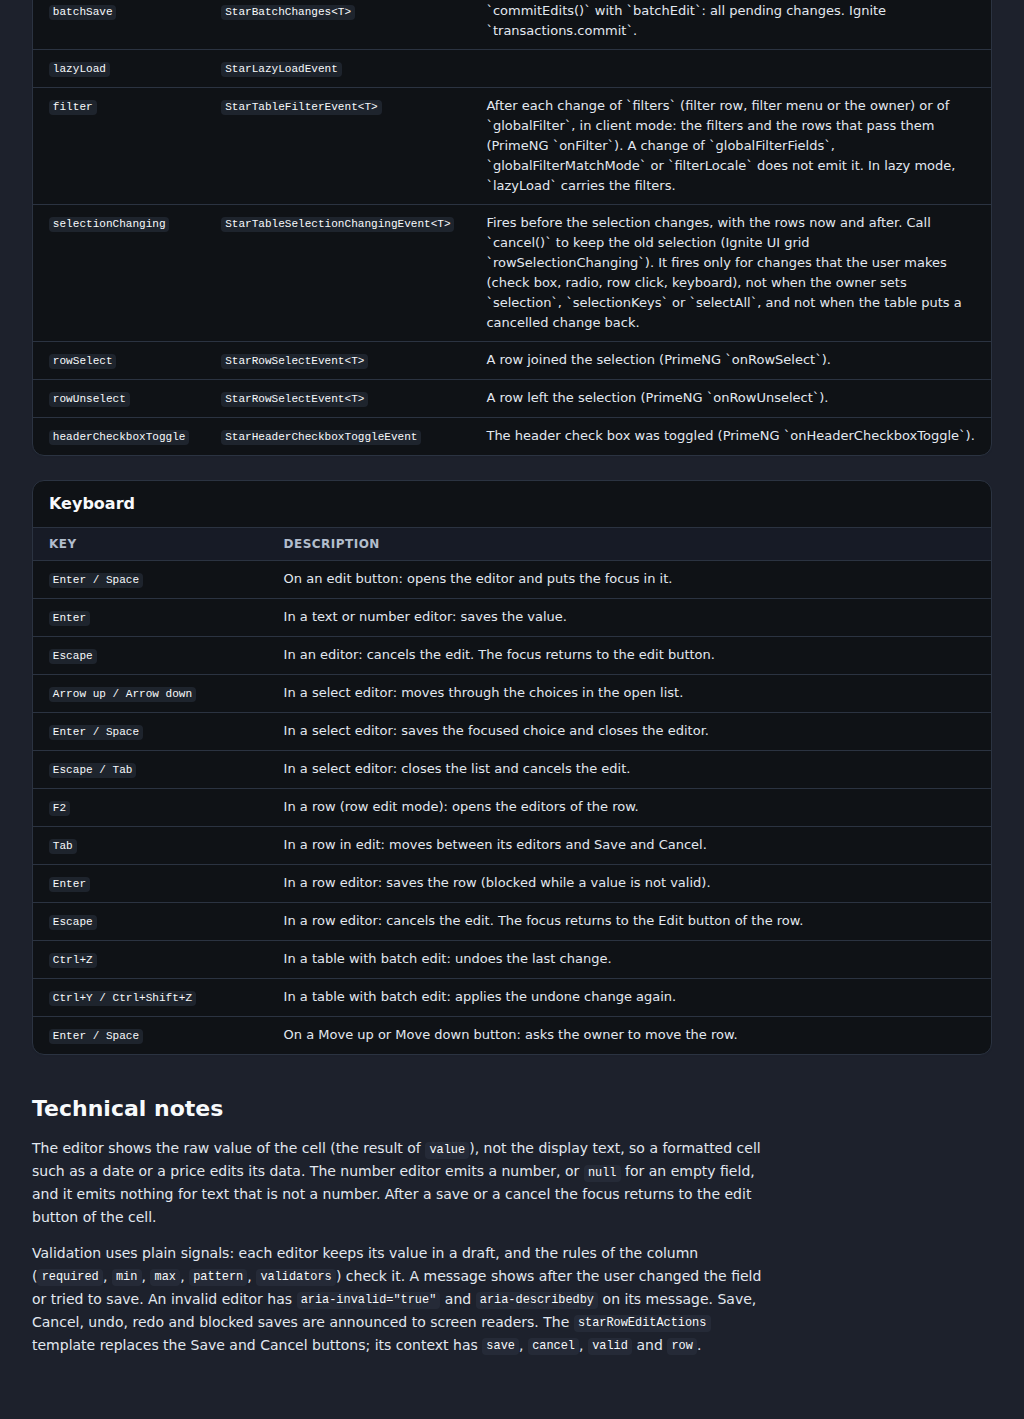 batchSave StarBatchChanges<T> `commitEdits()` with `batchEdit`: all pending changes. Ignite
`transactions.commit`.
lazyLoad StarLazyLoadEvent
filter StarTableFilterEvent<T> After each change of `filters` (filter row, filter menu or the owner) or of
`globalFilter`, in client mode: the filters and the rows that pass them
(PrimeNG `onFilter`). A change of `globalFilterFields`,
`globalFilterMatchMode` or `filterLocale` does not emit it. In lazy mode,
`lazyLoad` carries the filters.
selectionChanging StarTableSelectionChangingEvent<T> Fires before the selection changes, with the rows now and after. Call
`cancel()` to keep the old selection (Ignite UI grid
`rowSelectionChanging`). It fires only for changes that the user makes
(check box, radio, row click, keyboard), not when the owner sets
`selection`, `selectionKeys` or `selectAll`, and not when the table puts a
cancelled change back.
rowSelect StarRowSelectEvent<T> A row joined the selection (PrimeNG `onRowSelect`).
rowUnselect StarRowSelectEvent<T> A row left the selection (PrimeNG `onRowUnselect`).
headerCheckboxToggle StarHeaderCheckboxToggleEvent The header check box was toggled (PrimeNG `onHeaderCheckboxToggle`).
Keyboard
KEY DESCRIPTION
Enter / Space On an edit button: opens the editor and puts the focus in it.
Enter In a text or number editor: saves the value.
Escape In an editor: cancels the edit. The focus returns to the edit button.
Arrow up / Arrow down In a select editor: moves through the choices in the open list.
Enter / Space In a select editor: saves the focused choice and closes the editor.
Escape / Tab In a select editor: closes the list and cancels the edit.
F2 In a row (row edit mode): opens the editors of the row.
Tab In a row in edit: moves between its editors and Save and Cancel.
Enter In a row editor: saves the row (blocked while a value is not valid).
Escape In a row editor: cancels the edit. The focus returns to the Edit button of the row.
Ctrl+Z In a table with batch edit: undoes the last change.
Ctrl+Y / Ctrl+Shift+Z In a table with batch edit: applies the undone change again.
Enter / Space On a Move up or Move down button: asks the owner to move the row.
Technical notes
The editor shows the raw value of the cell (the result of value ), not the display text, so a formatted cell
such as a date or a price edits its data. The number editor emits a number, or null for an empty field,
and it emits nothing for text that is not a number. After a save or a cancel the focus returns to the edit
button of the cell.
Validation uses plain signals: each editor keeps its value in a draft, and the rules of the column
( required , min , max , pattern , validators ) check it. A message shows after the user changed the field
or tried to save. An invalid editor has aria-invalid="true" and aria-describedby on its message. Save,
Cancel, undo, redo and blocked saves are announced to screen readers. The starRowEditActions
template replaces the Save and Cancel buttons; its context has save , cancel , valid and row .